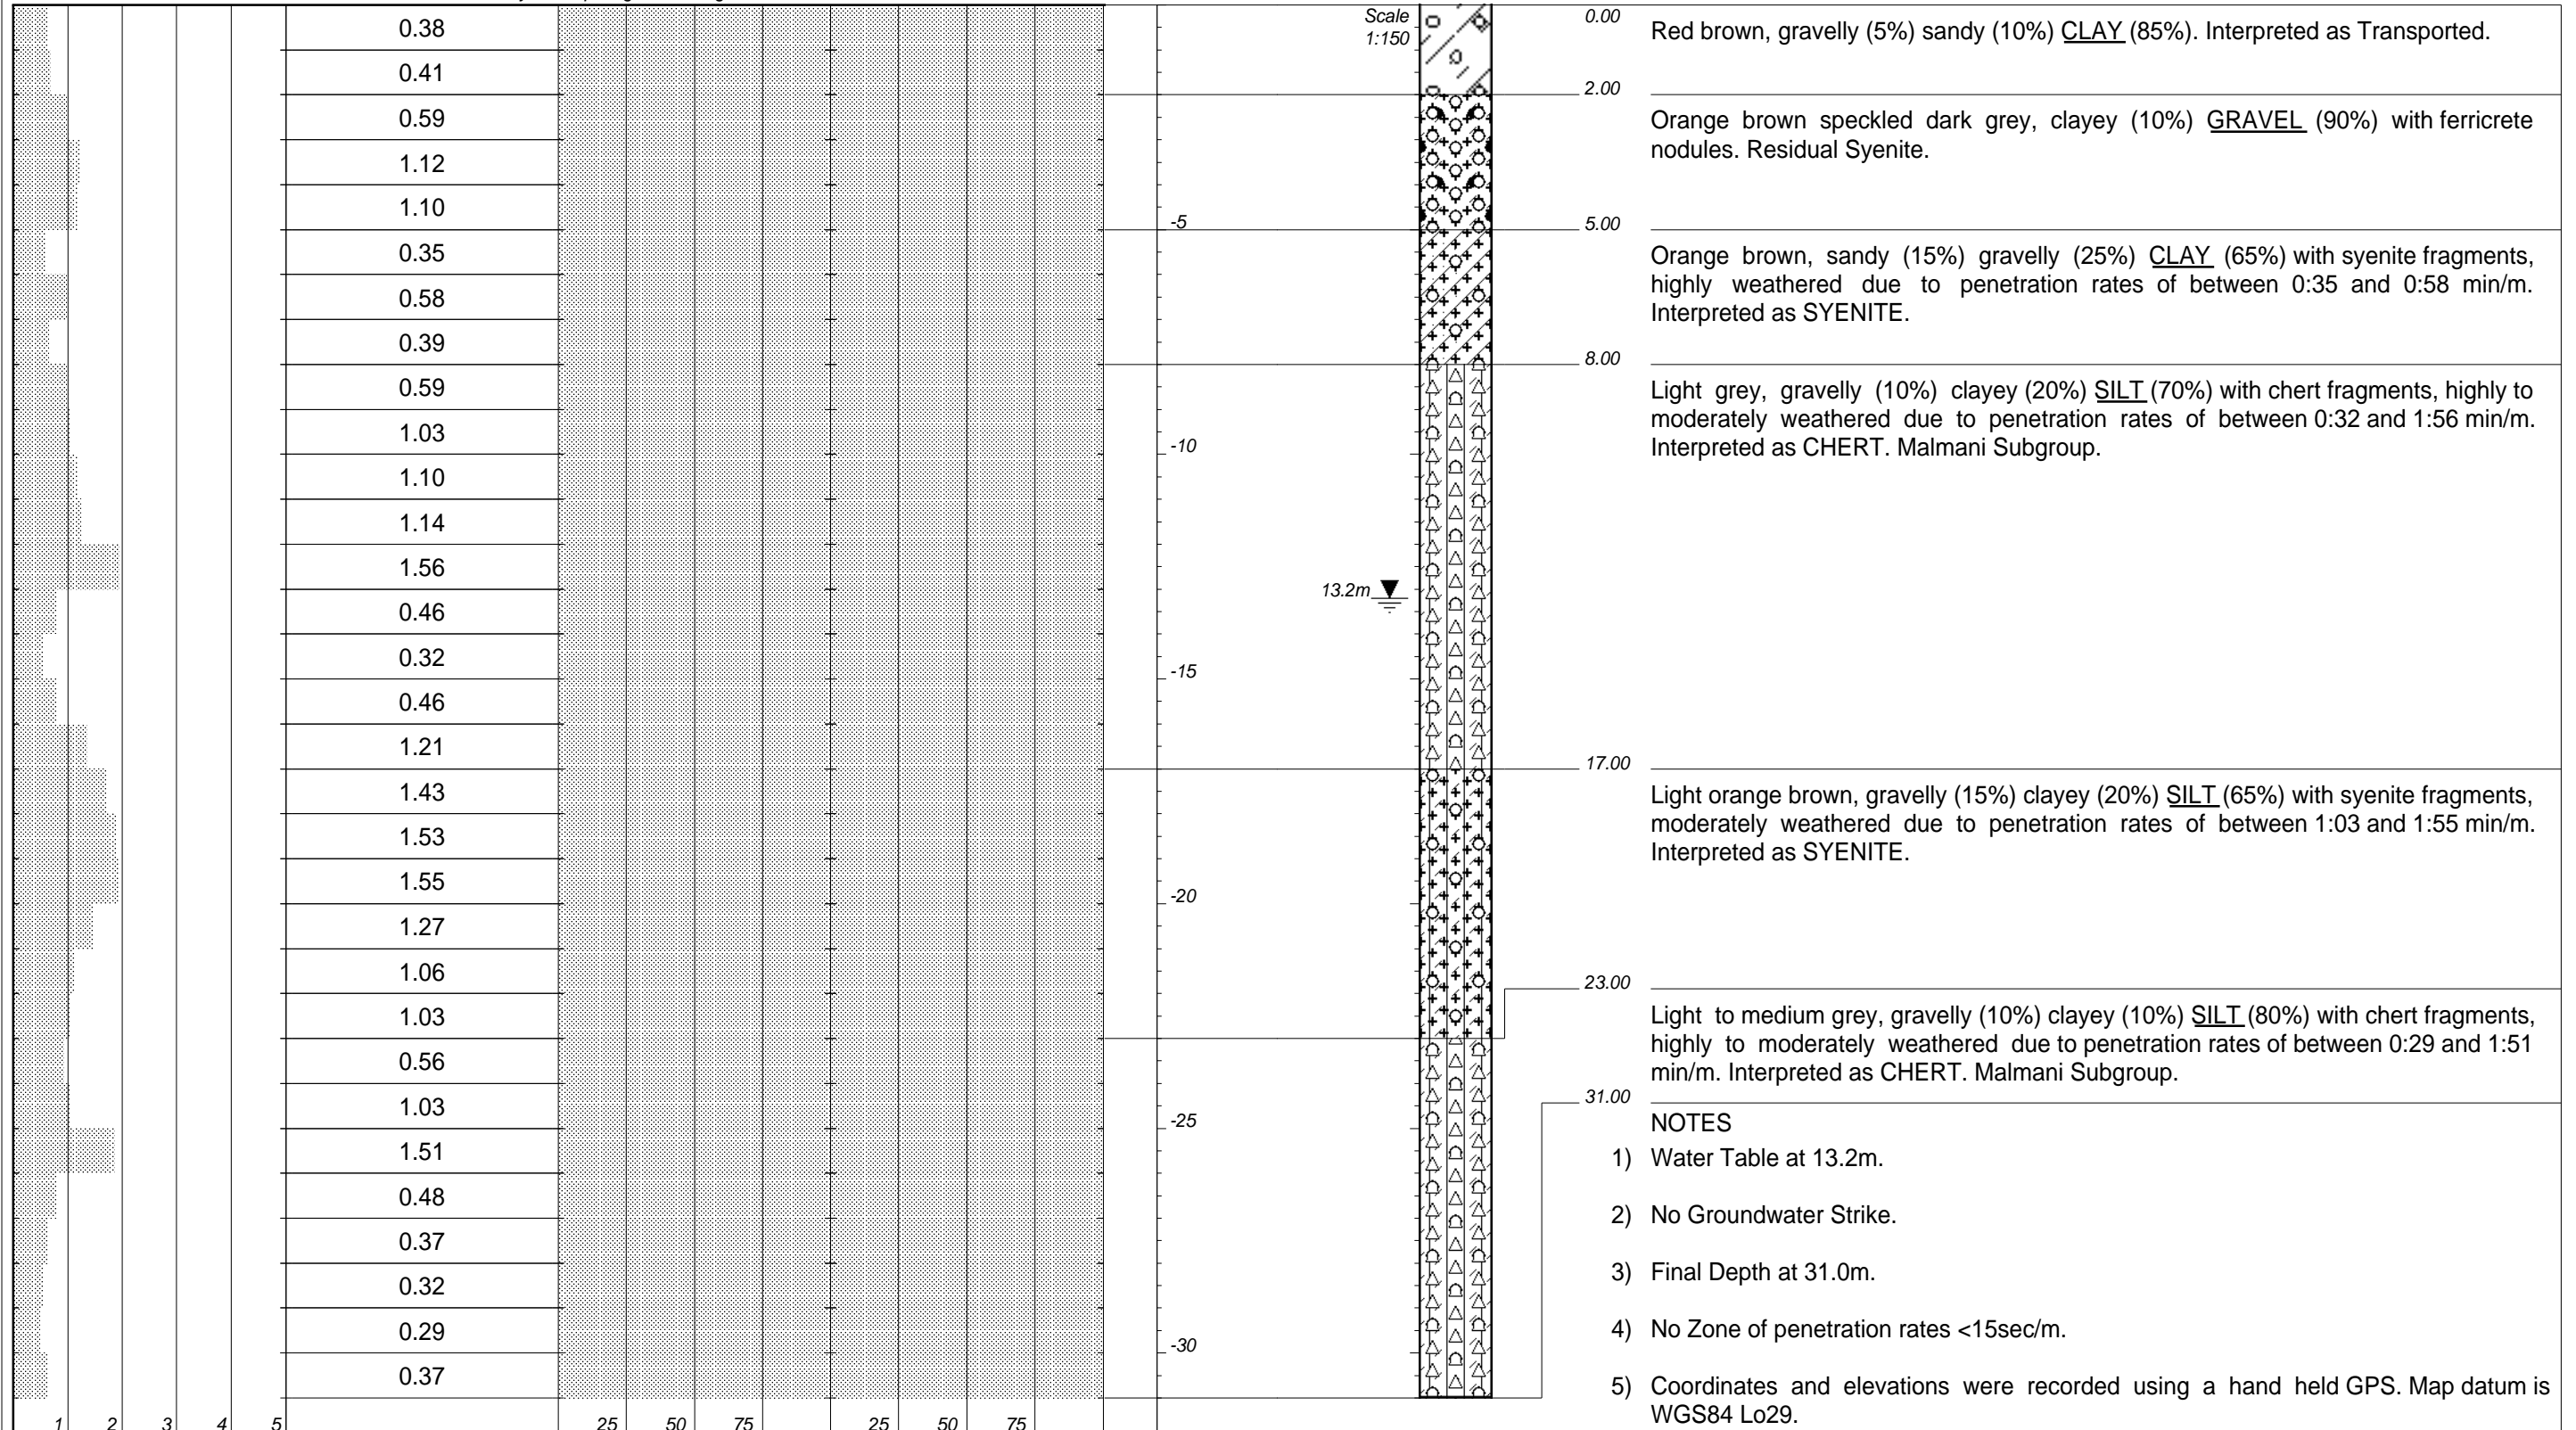 0.38
0.41
0.59
1.12
1.10
0.35
0.58
0.39
0.59
1.03
1.10
1.14
1.56
0.46
0.32
0.46
1.21
1.43
1.53
1.55
1.27
1.06
1.03
0.56
1.03
1.51
0.48
0.37
0.32
0.29
0.37
1 2 3 4 5
25 50 75 25 50 75
-5
-10
-15
-20
-25
-30
Scale
1:150
13.2m
0.00
Red brown, gravelly (5%) sandy (10%) CLAY (85%). Interpreted as Transported.
2.00
Orange brown speckled dark grey, clayey (10%) GRAVEL (90%) with ferricrete
nodules. Residual Syenite.
5.00
Orange brown, sandy (15%) gravelly (25%) CLAY (65%) with syenite fragments,
highly weathered due to penetration rates of between 0:35 and 0:58 min/m.
Interpreted as SYENITE.
8.00
Light grey, gravelly (10%) clayey (20%) SILT (70%) with chert fragments, highly to
moderately weathered due to penetration rates of between 0:32 and 1:56 min/m.
Interpreted as CHERT. Malmani Subgroup.
17.00
Light orange brown, gravelly (15%) clayey (20%) SILT (65%) with syenite fragments,
moderately weathered due to penetration rates of between 1:03 and 1:55 min/m.
Interpreted as SYENITE.
23.00
Light to medium grey, gravelly (10%) clayey (10%) SILT (80%) with chert fragments,
highly to moderately weathered due to penetration rates of between 0:29 and 1:51
min/m. Interpreted as CHERT. Malmani Subgroup.
31.00
NOTES
1) Water Table at 13.2m.
2) No Groundwater Strike.
3) Final Depth at 31.0m.
4) No Zone of penetration rates <15sec/m.
5) Coordinates and elevations were recorded using a hand held GPS. Map datum is
WGS84 Lo29.